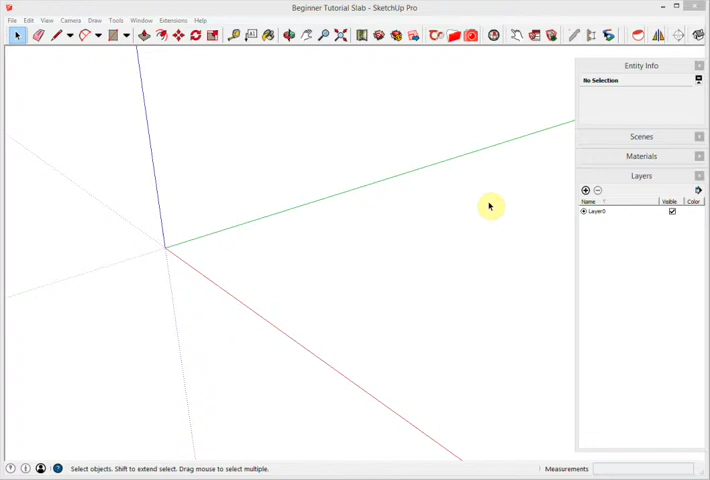 Beginner Tutorial Slab - SketchUp Pro
File Edit View Camera Draw Tools Window Extensions Help
Entity Info
No Selection
Scenes
Materials
Layers
Name Visible Color
Layer0
Select objects. Shift to extend select. Drag mouse to select multiple.
Measurements